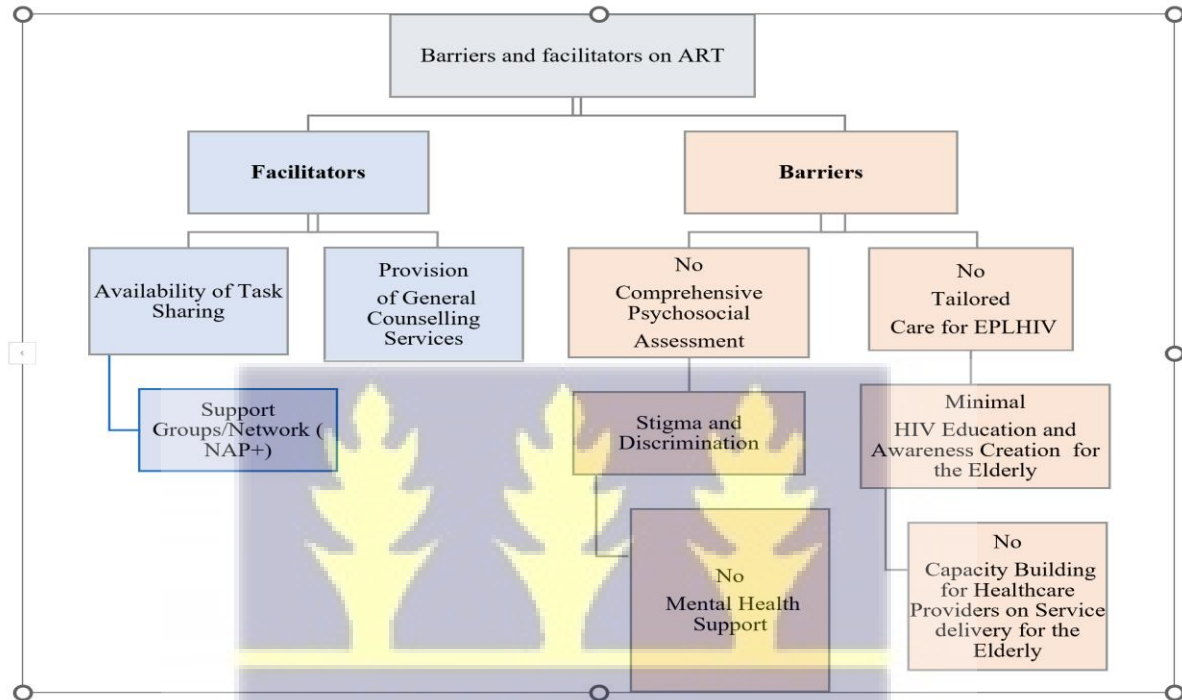 Barriers and facilitators on ART
Facilitators
Barriers
Availability of Task
Sharing
Provision
of General
Counselling
Services
No
Comprehensive
Psychosocial
Assessment
No
Tailored
Care for EPLHIV
Support
Groups/Network (
NAP+)
Stigma and
Discrimination
Minimal
HIV Education and
Awareness Creation for
the Elderly
No
Mental Health
Support
No
Capacity Building
for Healthcare
Providers on Service
delivery for the
Elderly